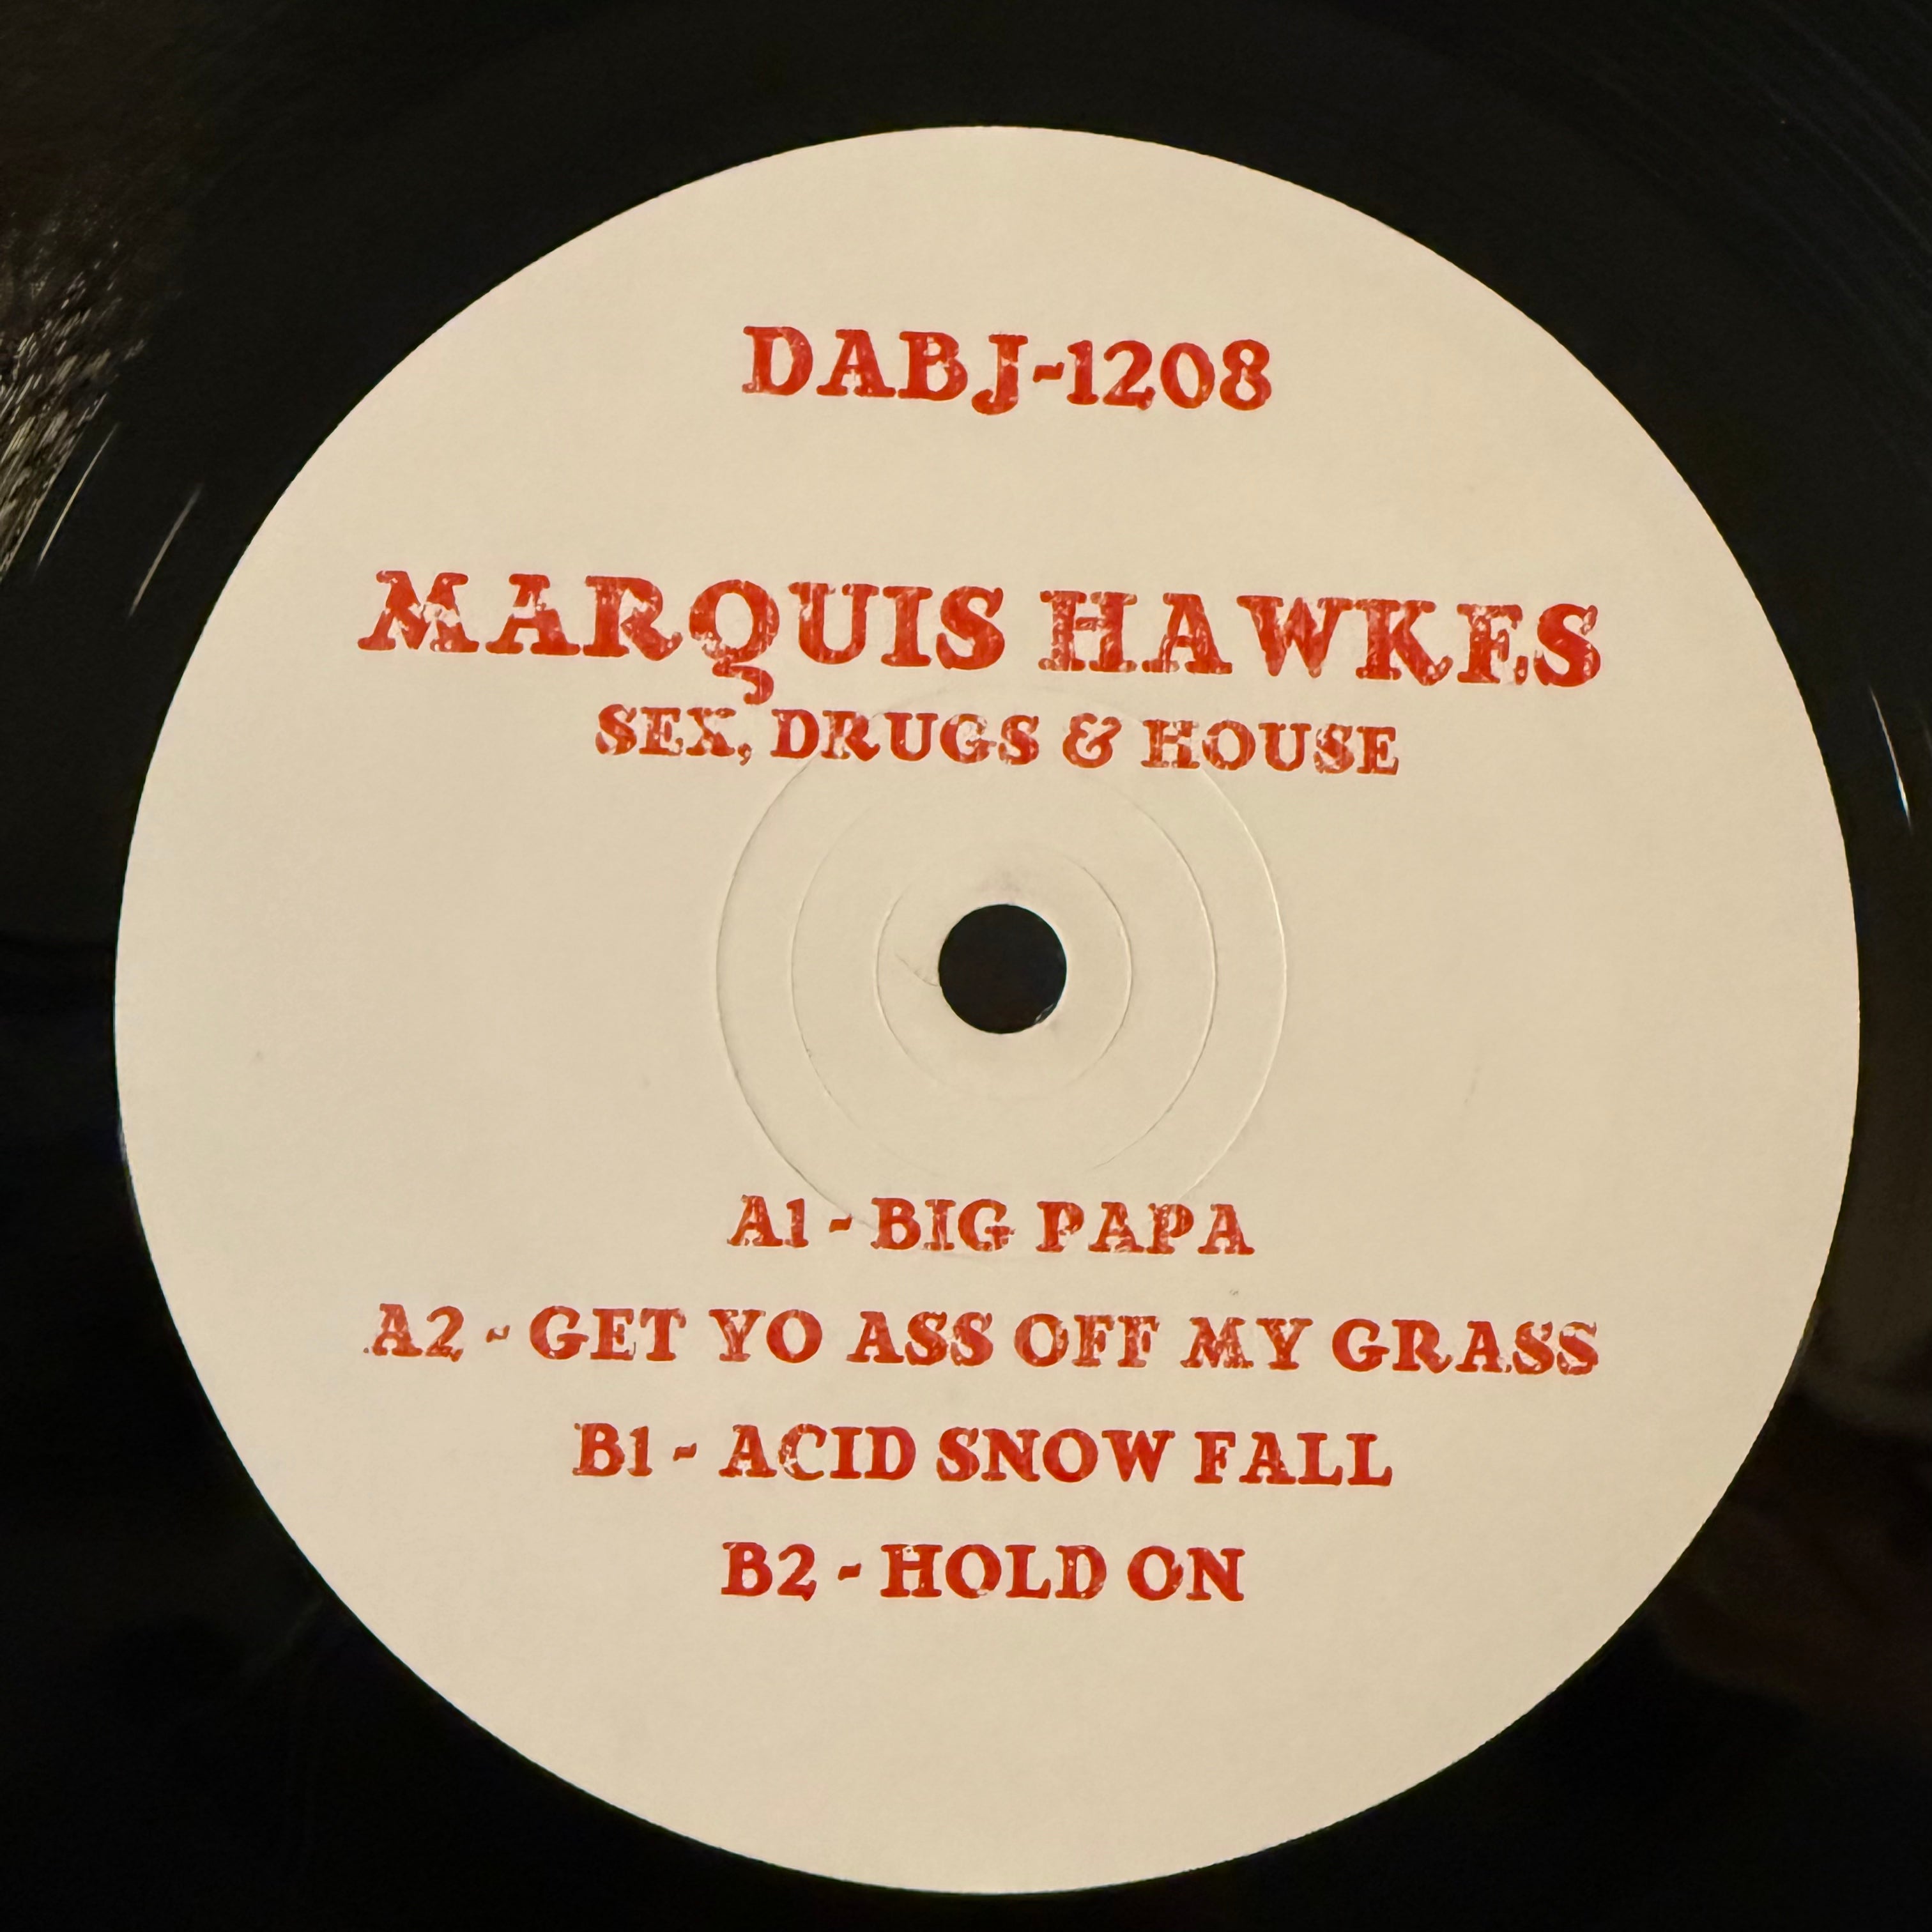 DABJ-1208
MARQUIS HAWKES
SEX, DRUGS & HOUSE
A1 - BIG PAPA
A2 - GET YO ASS OFF MY GRASS
B1 - ACID SNOW FALL
B2 - HOLD ON